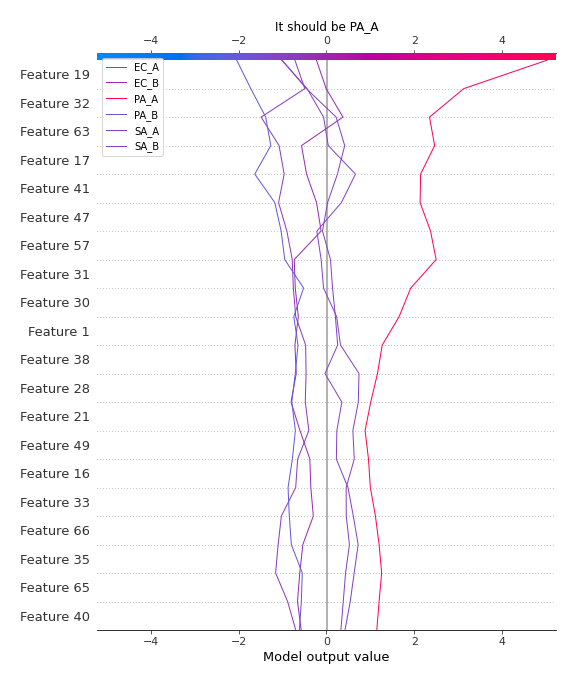 It should be PA_A
−4 −2 0 2 4
EC_A
EC_B
PA_A
PA_B
SA_A
SA_B
Feature 19
Feature 32
Feature 63
Feature 17
Feature 41
Feature 47
Feature 57
Feature 31
Feature 30
Feature 1
Feature 38
Feature 28
Feature 21
Feature 49
Feature 16
Feature 33
Feature 66
Feature 35
Feature 65
Feature 40
−4 −2 0 2 4
Model output value